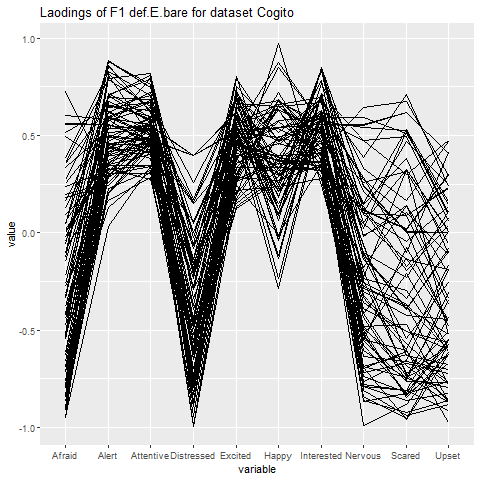 Laodings of F1 def.E.bare for dataset Cogito
1.0
0.5
0.0
-0.5
-1.0
value
Afraid Alert Attentive Distressed Excited Happy Interested Nervous Scared Upset
variable